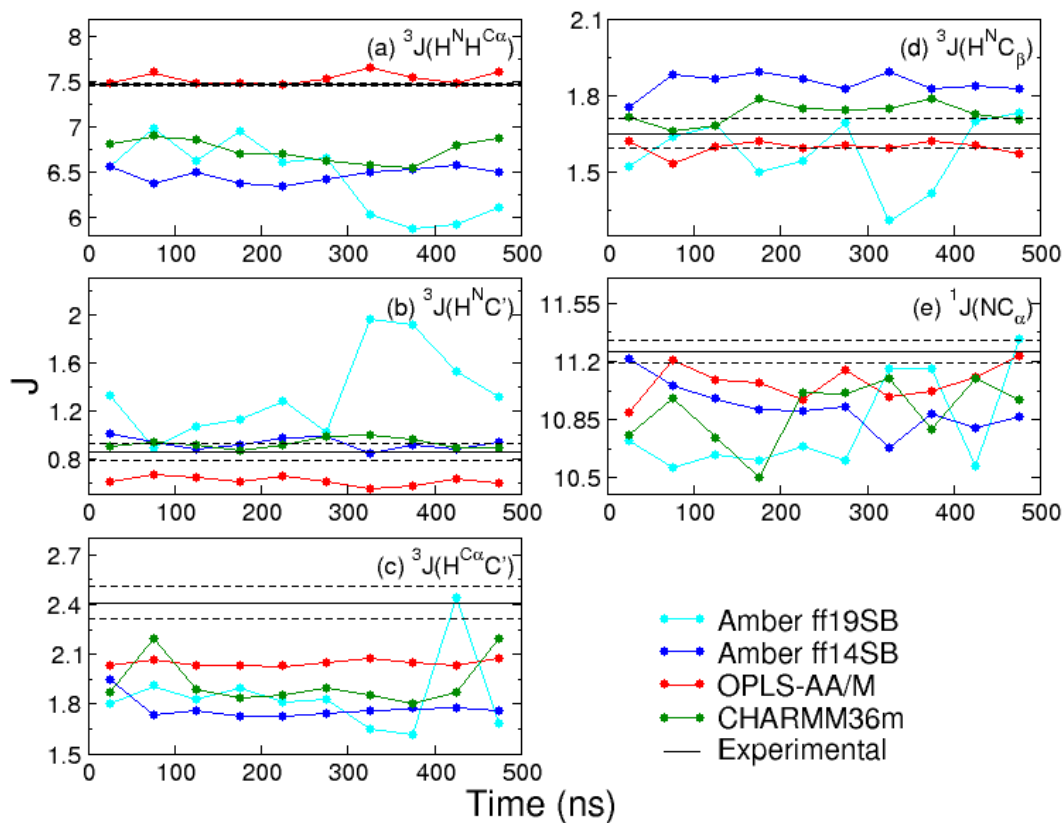 8
7.5
7
6.5
6
(a) ³J(HᴺHᶜᵅ)
0 100 200 300 400 500
2.1
1.8
1.5
(d) ³J(HᴺCᵦ)
0 100 200 300 400 500
2
1.6
1.2
0.8
(b) ³J(HᴺC')
0 100 200 300 400 500
11.55
11.2
10.85
10.5
(e) ¹J(NCα)
0 100 200 300 400 500
J
2.7
2.4
2.1
1.8
1.5
(c) ³J(HᶜᵅC')
0 100 200 300 400 500
Amber ff19SB
Amber ff14SB
OPLS-AA/M
CHARMM36m
Experimental
Time (ns)